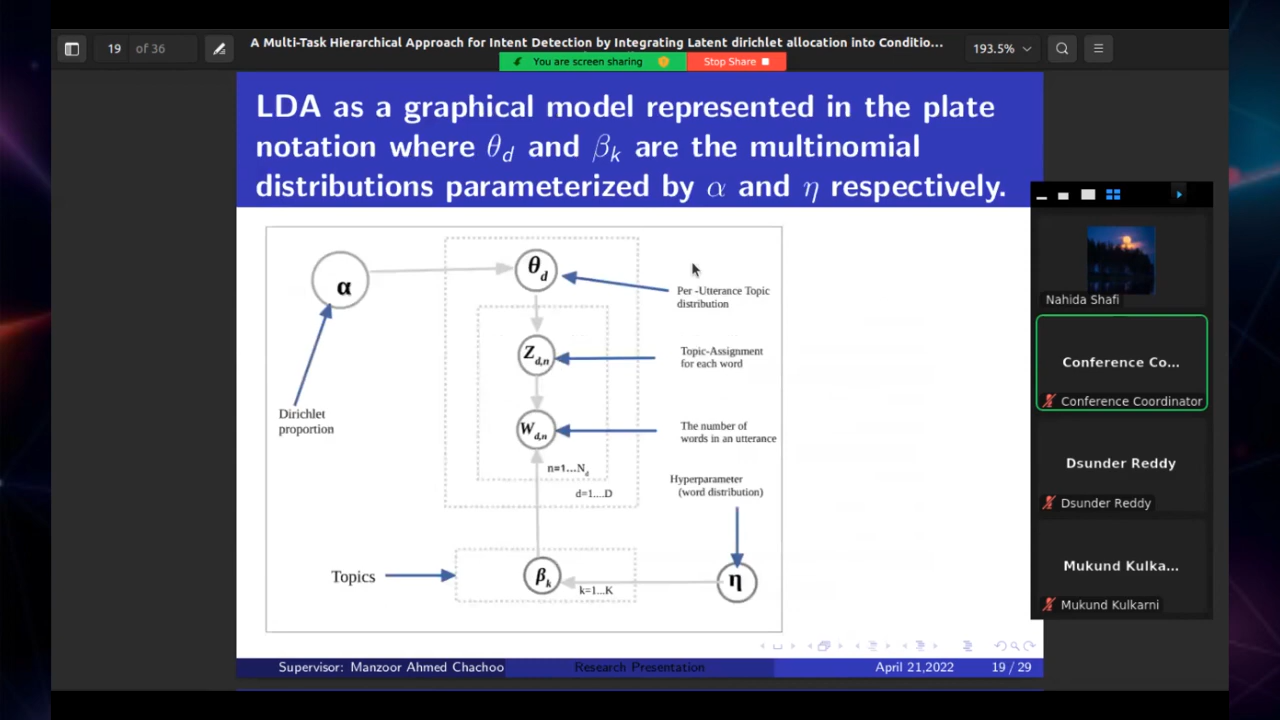 19 of 36
A Multi-Task Hierarchical Approach for Intent Detection by Integrating Latent dirichlet allocation into Conditio...
193.5%
You are screen sharing
Stop Share
LDA as a graphical model represented in the plate
notation where θd and βk are the multinomial
distributions parameterized by α and η respectively.
α
θd
Per -Utterance Topic
distribution
Zd,n
Topic-Assignment
for each word
Dirichlet
proportion
Wd,n
The number of
words in an utterance
n=1...Nd
d=1....D
Hyperparameter
(word distribution)
Topics
βk
k=1...K
η
Nahida Shafi
Conference Co...
Conference Coordinator
Dsunder Reddy
Dsunder Reddy
Mukund Kulka...
Mukund Kulkarni
Supervisor: Manzoor Ahmed Chachoo
Research Presentation
April 21,2022
19 / 29